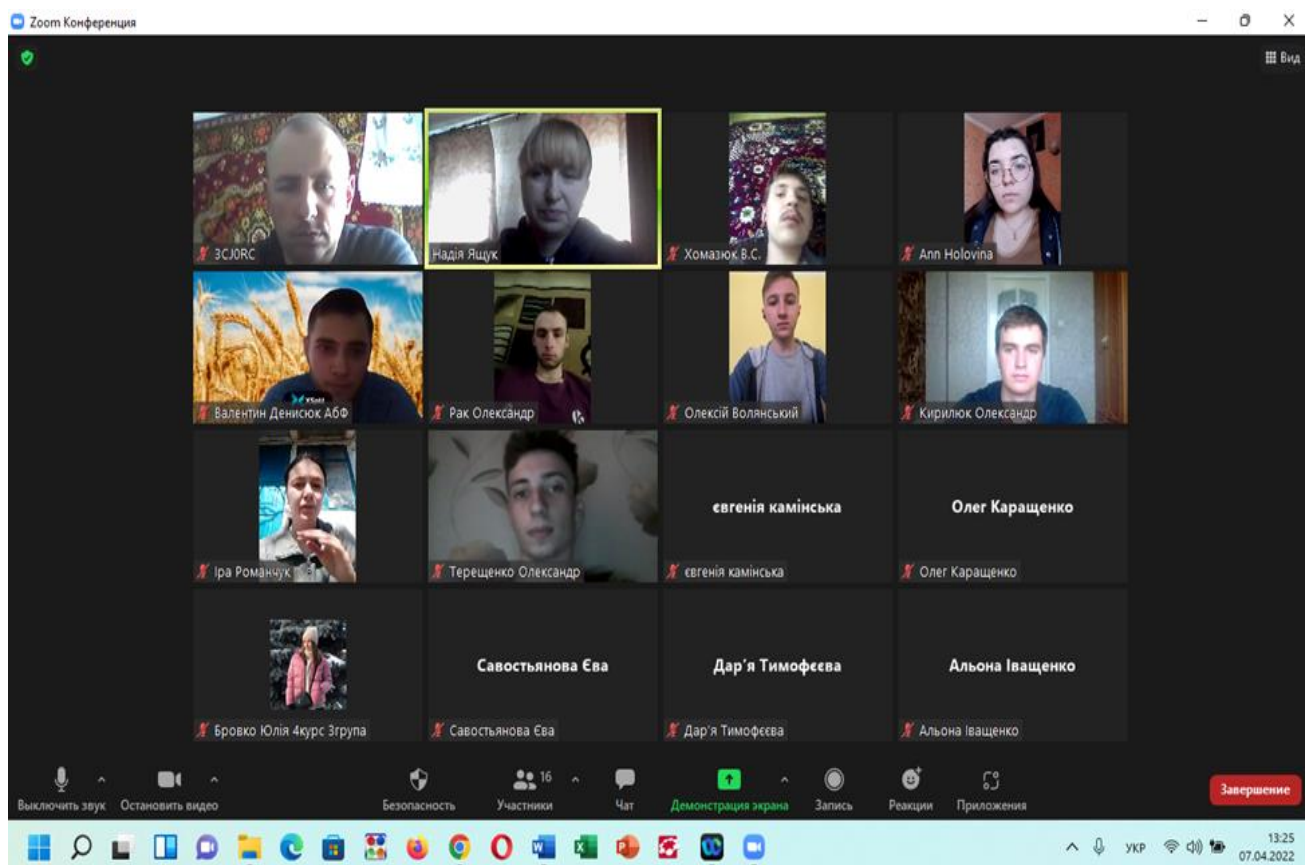 Zoom Конференция
Вид
3CJ0RC
Надія Ящук
Хомазюк В.С.
Ann Holovina
Валентин Денисюк АбФ
Рак Олександр
Олексій Волянський
Кирилюк Олександр
Іра Романчук
Терещенко Олександр
євгенія камінська
євгенія камінська
Олег Каращенко
Олег Каращенко
Бровко Юлія 4курс 3група
Савостьянова Єва
Савостьянова Єва
Дар'я Тимофєєва
Дар'я Тимофєєва
Альона Іващенко
Альона Іващенко
Выключить звук
Остановить видео
Безопасность
16
Участники
Чат
Демонстрация экрана
Запись
Реакции
Приложения
Завершение
УКР
13:25
07.04.2022